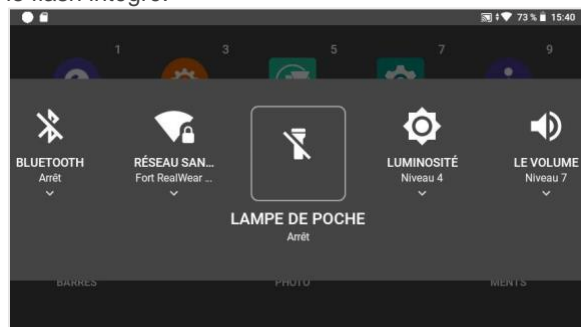 le flash intégré.
73 % 15:40
1 3 5 7 9
BLUETOOTH
Arrêt
RÉSEAU SAN...
Fort RealWear ...
LAMPE DE POCHE
Arrêt
LUMINOSITÉ
Niveau 4
LE VOLUME
Niveau 7
BARRES PHOTO MENTS